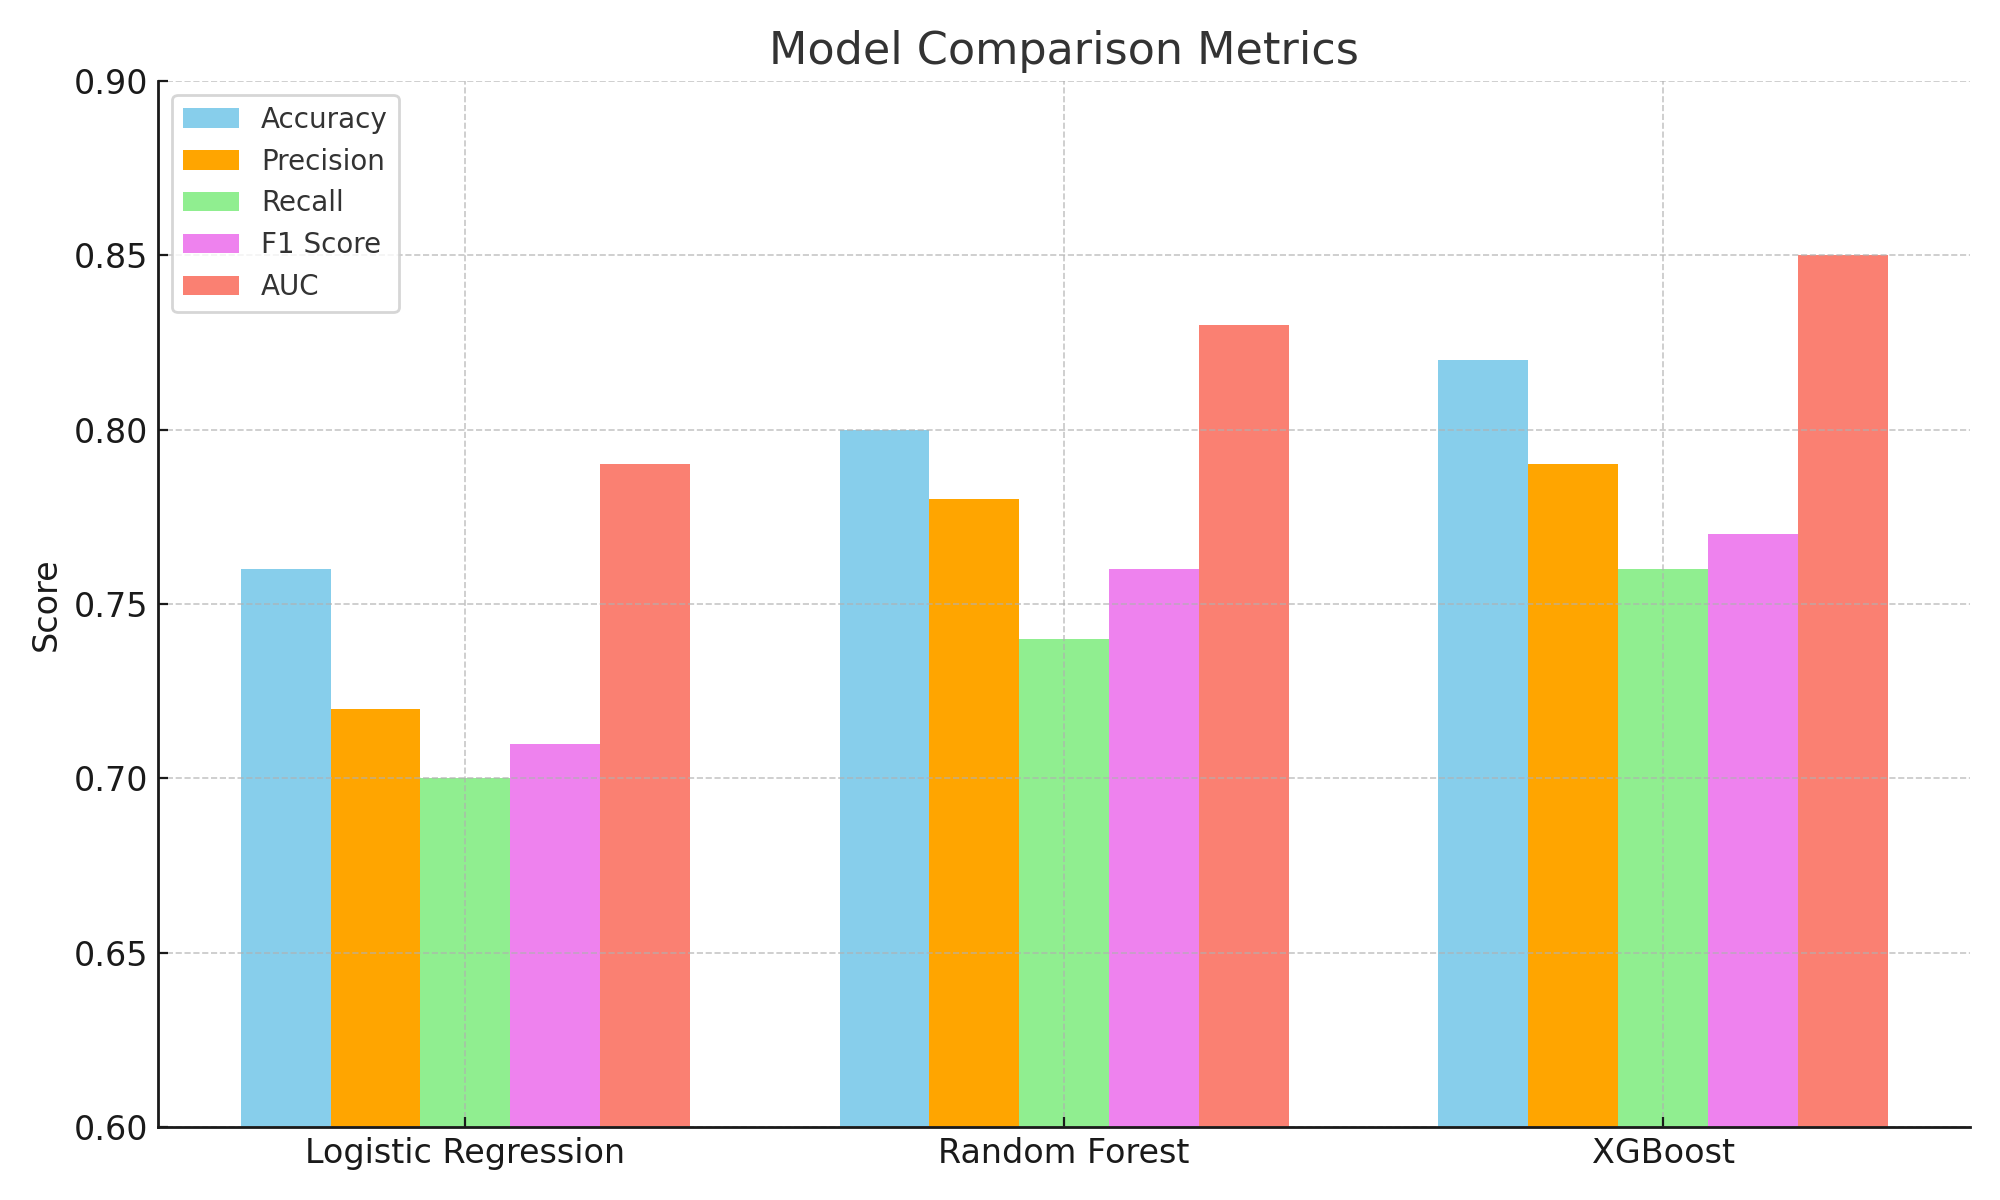 Model Comparison Metrics
0.90
0.85
0.80
0.75
0.70
0.65
0.60
Score
Accuracy
Precision
Recall
F1 Score
AUC
Logistic Regression
Random Forest
XGBoost